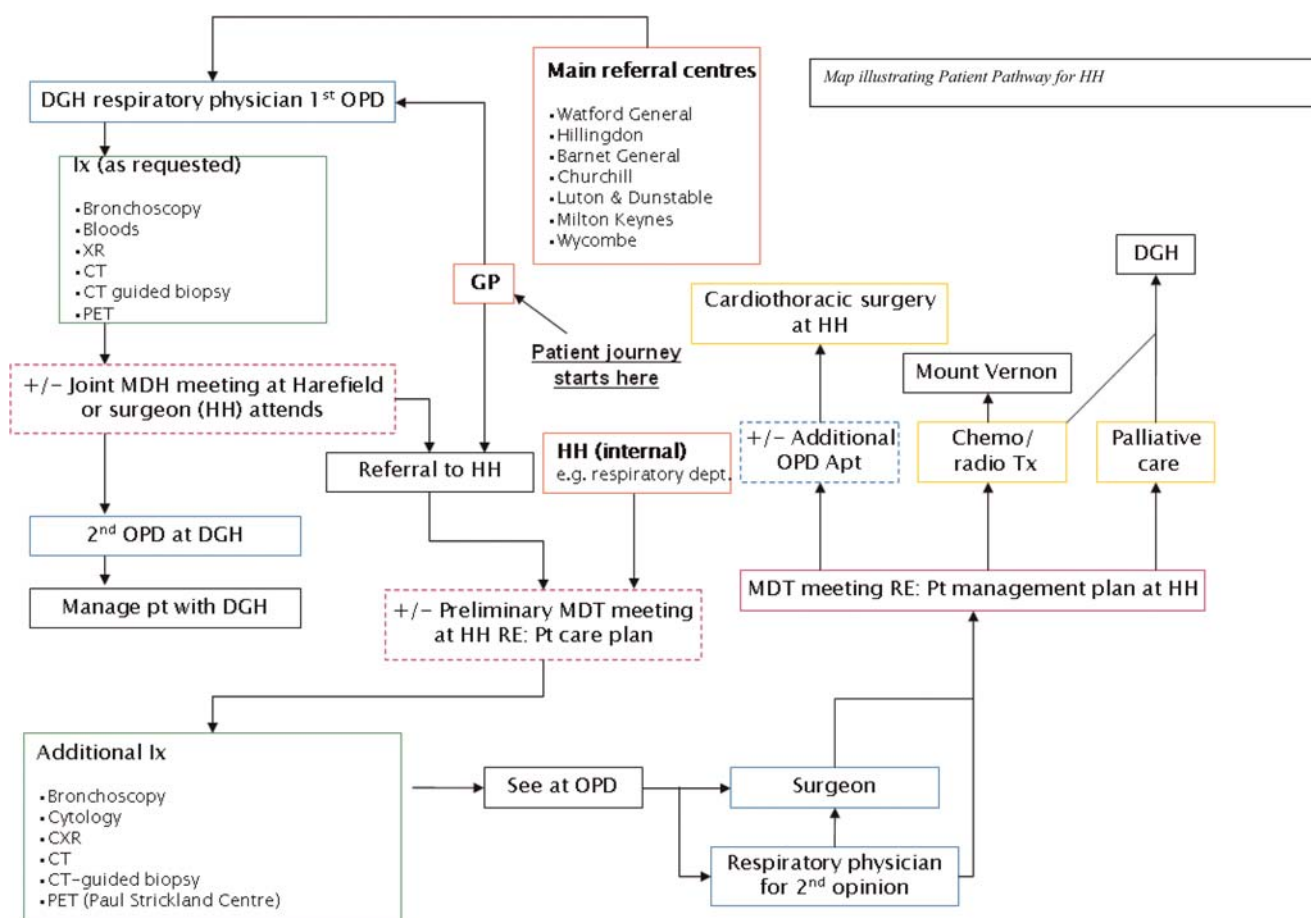 Main referral centres
▪Watford General
▪Hillingdon
▪Barnet General
▪Churchill
▪Luton & Dunstable
▪Milton Keynes
▪Wycombe
Map illustrating Patient Pathway for HH
DGH respiratory physician 1st OPD
Ix (as requested)
▪Bronchoscopy
▪Bloods
▪XR
▪CT
▪CT guided biopsy
▪PET
GP
Patient journey
starts here
+/- Joint MDH meeting at Harefield
or surgeon (HH) attends
Referral to HH
HH (internal)
e.g. respiratory dept.
2nd OPD at DGH
Manage pt with DGH
+/- Preliminary MDT meeting
at HH RE: Pt care plan
DGH
Cardiothoracic surgery
at HH
Mount Vernon
+/- Additional
OPD Apt
Chemo/
radio Tx
Palliative
care
MDT meeting RE: Pt management plan at HH
Additional Ix
▪Bronchoscopy
▪Cytology
▪CXR
▪CT
▪CT-guided biopsy
▪PET (Paul Strickland Centre)
See at OPD
Surgeon
Respiratory physician
for 2nd opinion